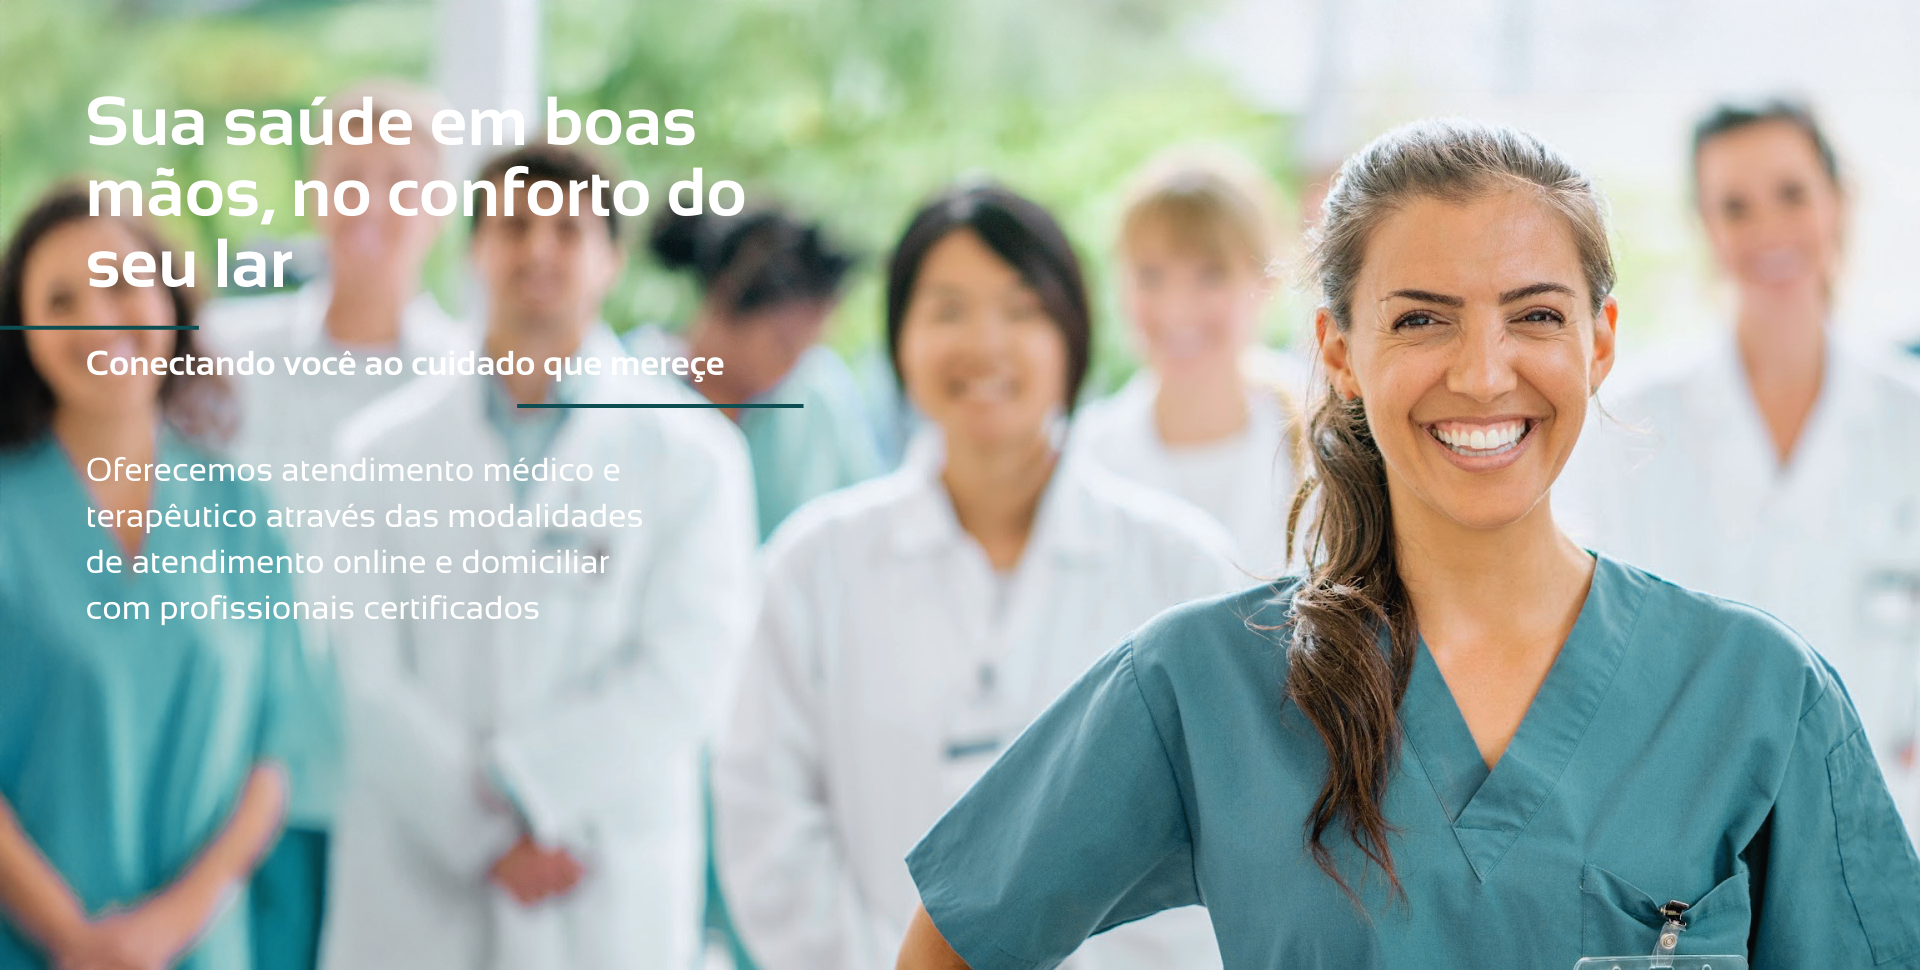 Sua saúde em boas
mãos, no conforto do
seu lar
Conectando você ao cuidado que mereçe
Oferecemos atendimento médico e
terapêutico através das modalidades
de atendimento online e domiciliar
com profissionais certificados